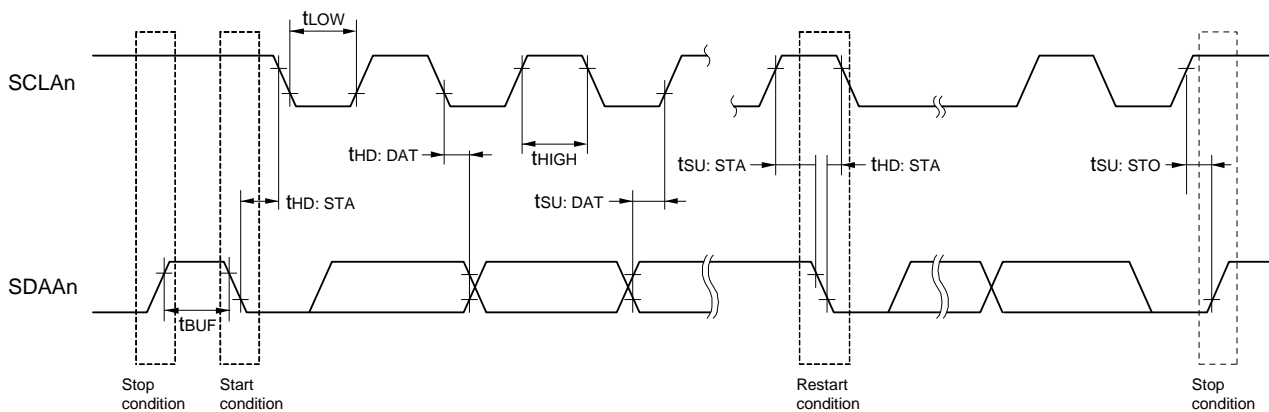 tLOW
SCLAn
tHD: DAT
tHIGH
tSU: STA
tHD: STA
tSU: STO
tHD: STA
tSU: DAT
SDAAn
tBUF
Stop
condition
Start
condition
Restart
condition
Stop
condition